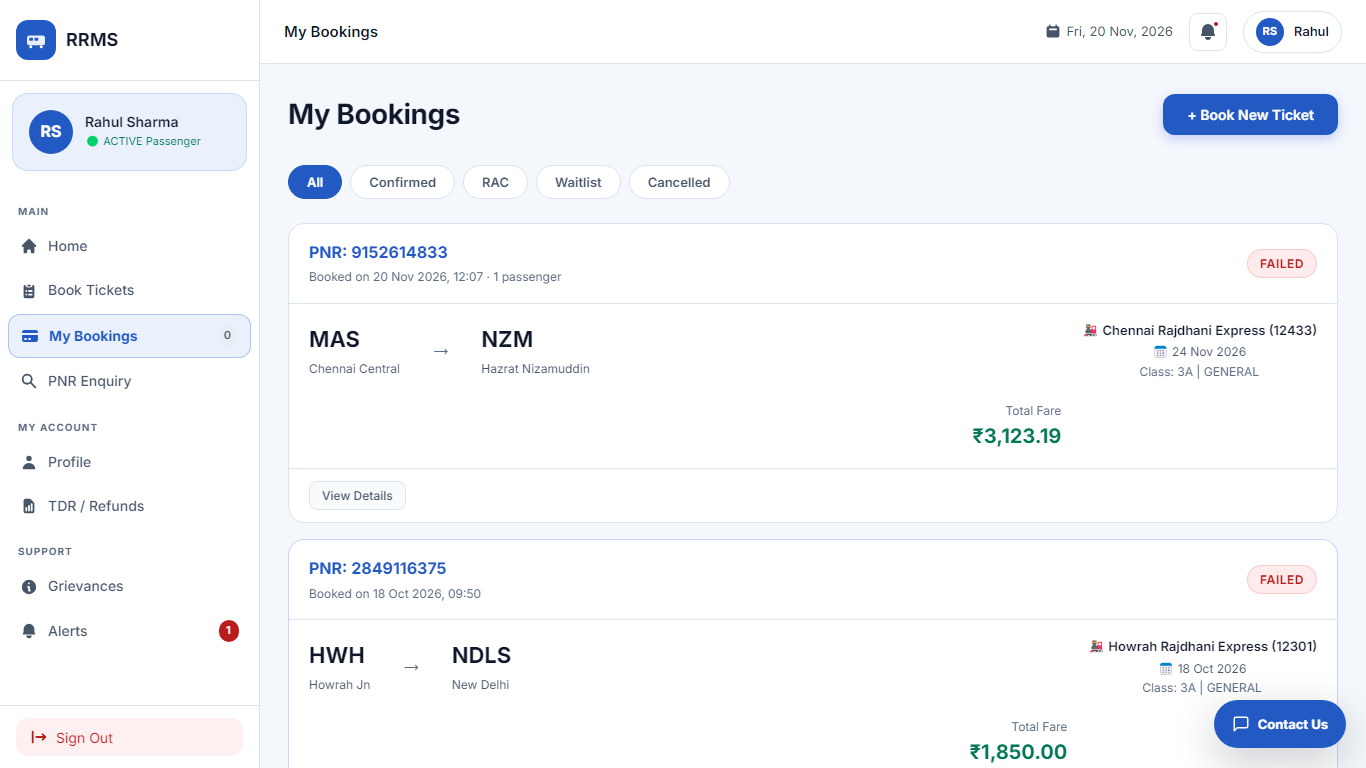 RRMS
My Bookings
Fri, 20 Nov, 2026
RS
Rahul
RS
Rahul Sharma
ACTIVE Passenger
MAIN
Home
Book Tickets
My Bookings
0
PNR Enquiry
MY ACCOUNT
Profile
TDR / Refunds
SUPPORT
Grievances
Alerts
1
Sign Out
My Bookings
+ Book New Ticket
All
Confirmed
RAC
Waitlist
Cancelled
PNR: 9152614833
Booked on 20 Nov 2026, 12:07 · 1 passenger
FAILED
MAS
Chennai Central
→
NZM
Hazrat Nizamuddin
Chennai Rajdhani Express (12433)
24 Nov 2026
Class: 3A | GENERAL
Total Fare
₹3,123.19
View Details
PNR: 2849116375
Booked on 18 Oct 2026, 09:50
FAILED
HWH
Howrah Jn
→
NDLS
New Delhi
Howrah Rajdhani Express (12301)
18 Oct 2026
Class: 3A | GENERAL
Total Fare
₹1,850.00
Contact Us